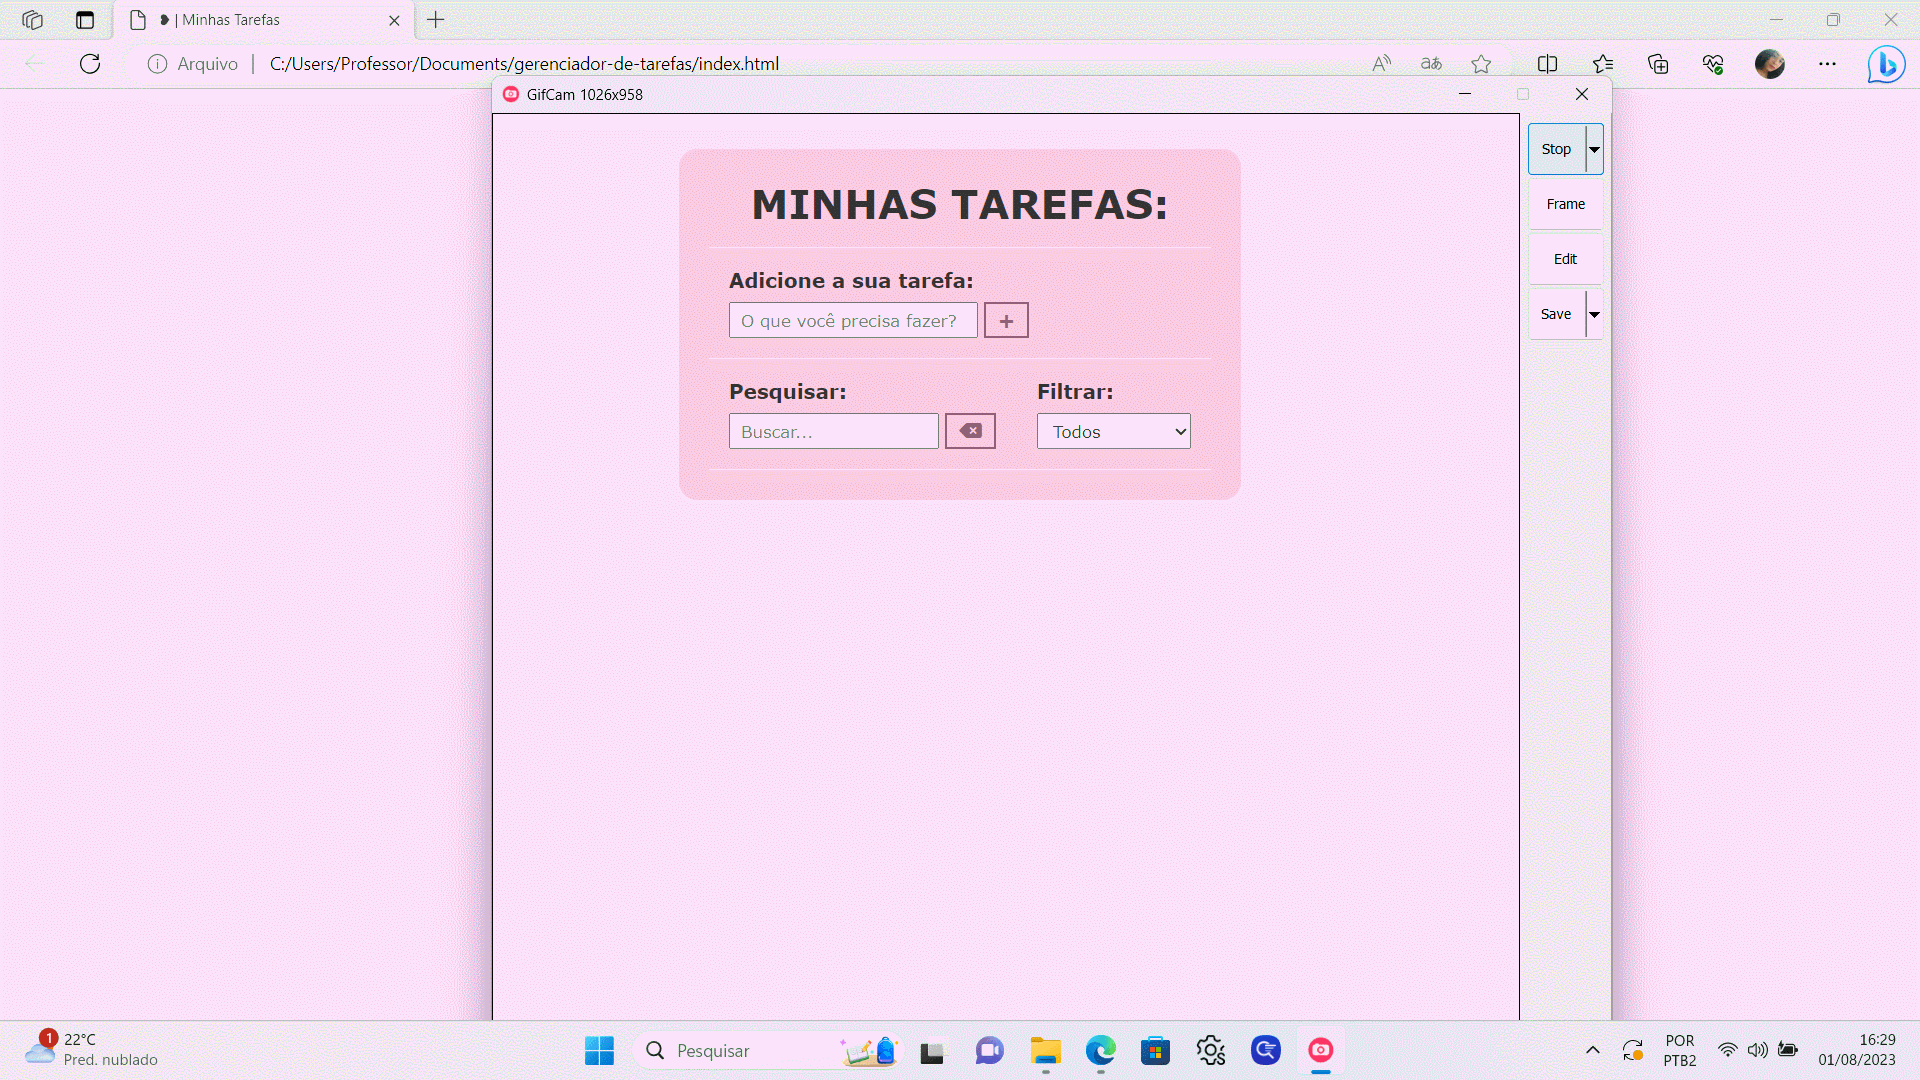 ❥ | Minhas Tarefas
Arquivo
C:/Users/Professor/Documents/gerenciador-de-tarefas/index.html
GifCam 1026x958
Stop
Frame
Edit
Save
MINHAS TAREFAS:
Adicione a sua tarefa:
O que você precisa fazer?
+
Pesquisar:
Filtrar:
Buscar...
Todos
1
22°C
Pred. nublado
Pesquisar
POR
PTB2
16:29
01/08/2023